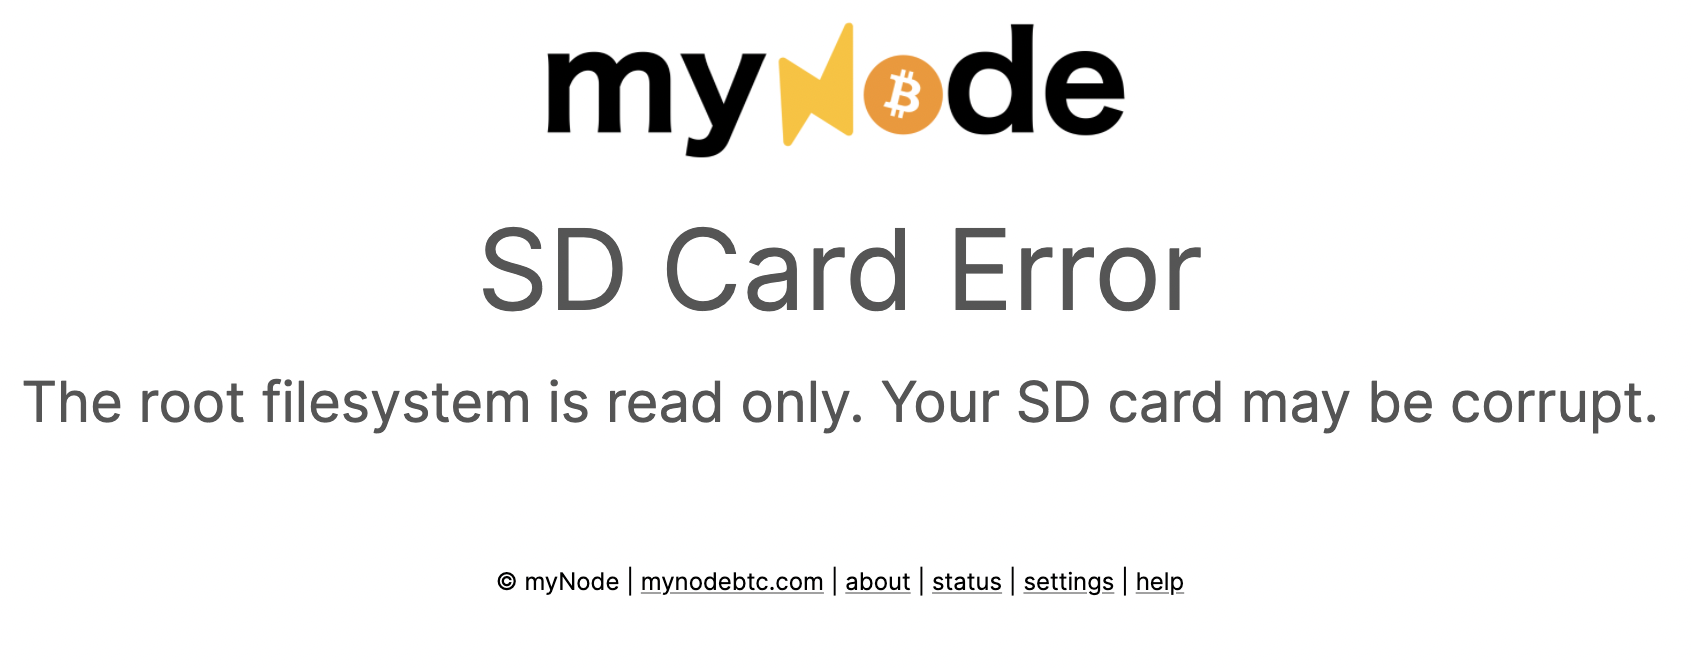 myNode
SD Card Error
The root filesystem is read only. Your SD card may be corrupt.
© myNode | mynodebtc.com | about | status | settings | help